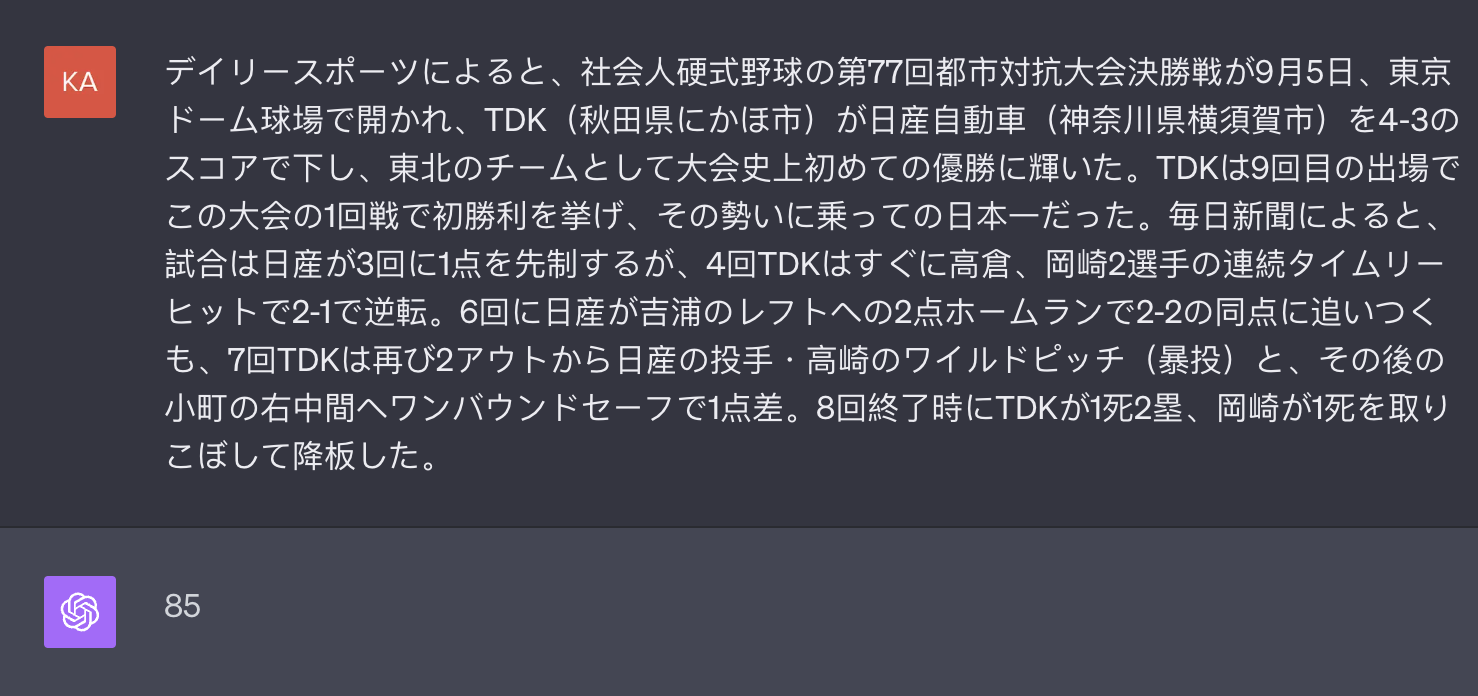 KA
デイリースポーツによると、社会人硬式野球の第77回都市対抗大会決勝戦が9月5日、東京
ドーム球場で開かれ、TDK（秋田県にかほ市）が日産自動車（神奈川県横須賀市）を4-3の
スコアで下し、東北のチームとして大会史上初めての優勝に輝いた。TDKは9回目の出場で
この大会の1回戦で初勝利を挙げ、その勢いに乗っての日本一だった。毎日新聞によると、
試合は日産が3回に1点を先制するが、4回TDKはすぐに高倉、岡崎2選手の連続タイムリー
ヒットで2-1で逆転。6回に日産が吉浦のレフトへの2点ホームランで2-2の同点に追いつく
も、7回TDKは再び2アウトから日産の投手・高崎のワイルドピッチ（暴投）と、その後の
小町の右中間へワンバウンドセーフで1点差。8回終了時にTDKが1死2塁、岡崎が1死を取り
こぼして降板した。
85